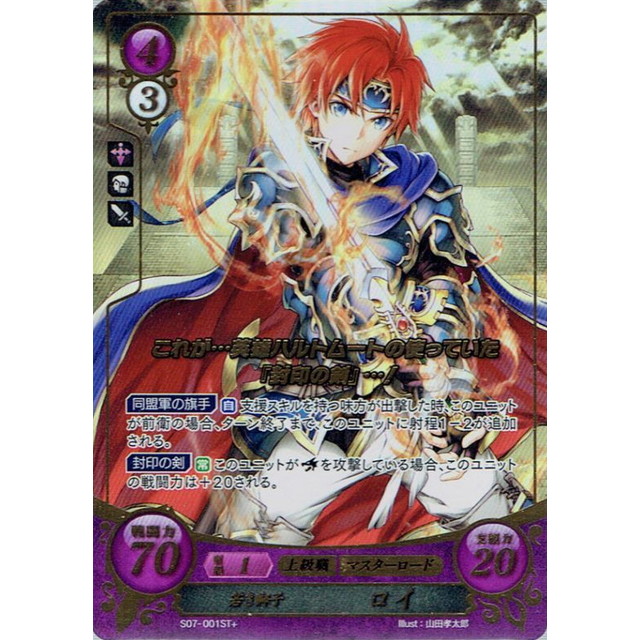 4
3
これが…英雄ハルトムートの使っていた
『封印の剣』…！
同盟軍の旗手 自 支援スキルを持つ味方が出撃した時、このユニット
が前衛の場合、ターン終了まで、このユニットに射程1－2が追加
される。
封印の剣 常 このユニットが を攻撃している場合、このユニット
の戦闘力は＋20される。
戦闘力
70
射程 1 上級職 マスターロード
支援力
20
若き獅子 ロイ
S07-001ST+ Illust：山田孝太郎